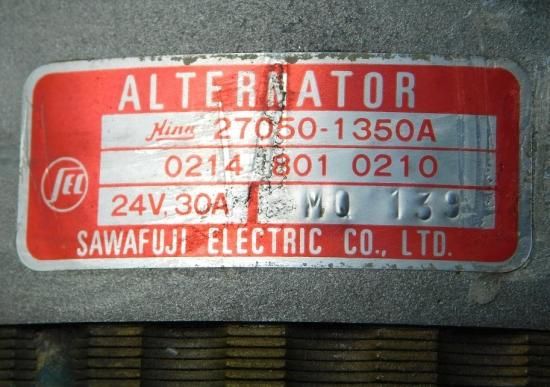 ALTERNATOR
Hino 27050-1350A
0214 801 0210
SEC
24V, 30A MQ 139
SAWAFUJI ELECTRIC CO., LTD.